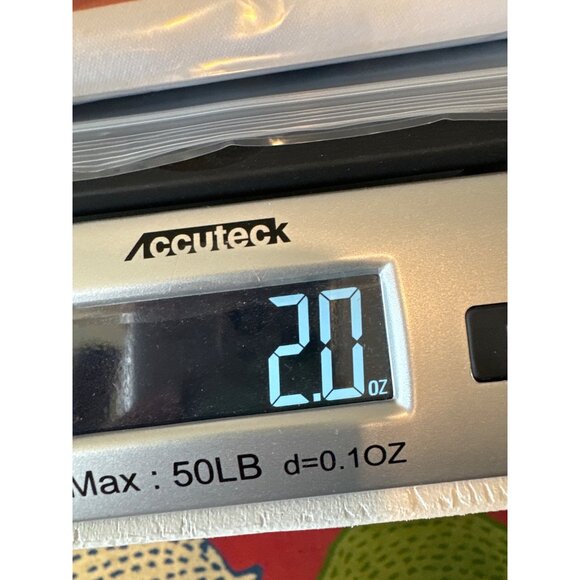 Accuteck
2.0 OZ
Max : 50LB d=0.1OZ